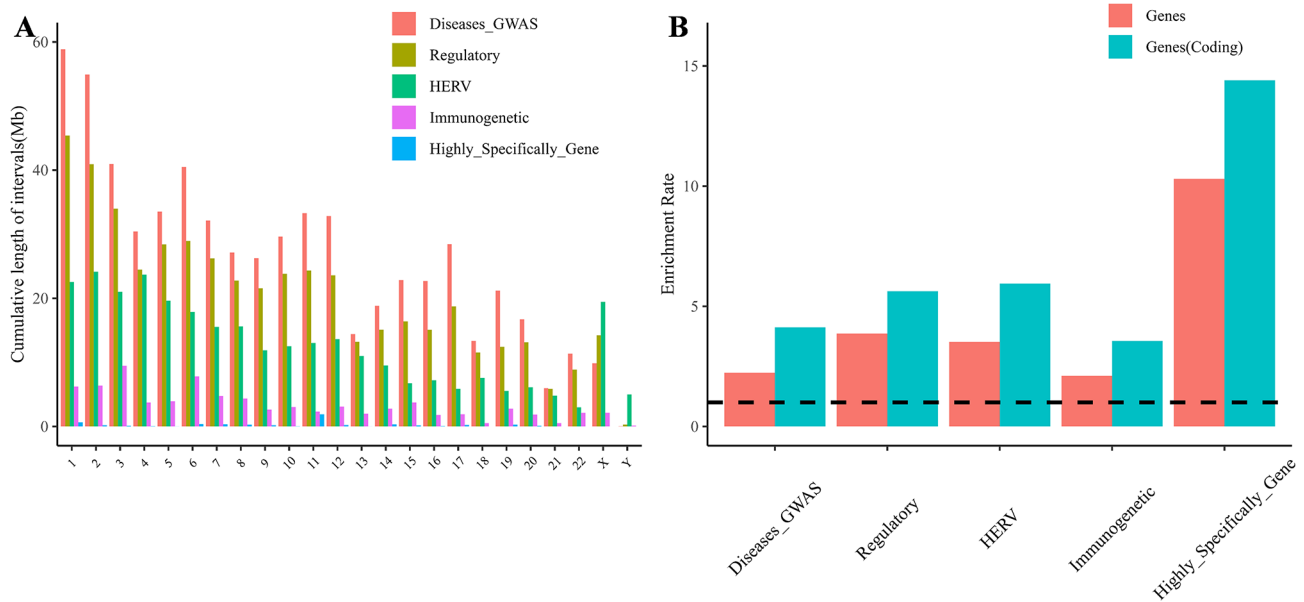 A
Cumulative length of intervals(Mb)
60
40
20
0
Diseases_GWAS
Regulatory
HERV
Immunogenetic
Highly_Specifically_Gene
1 2 3 4 5 6 7 8 9 10 11 12 13 14 15 16 17 18 19 20 21 22 X Y
B
Enrichment Rate
15
10
5
0
Genes
Genes(Coding)
Diseases_GWAS
Regulatory
HERV
Immunogenetic
Highly_Specifically_Gene